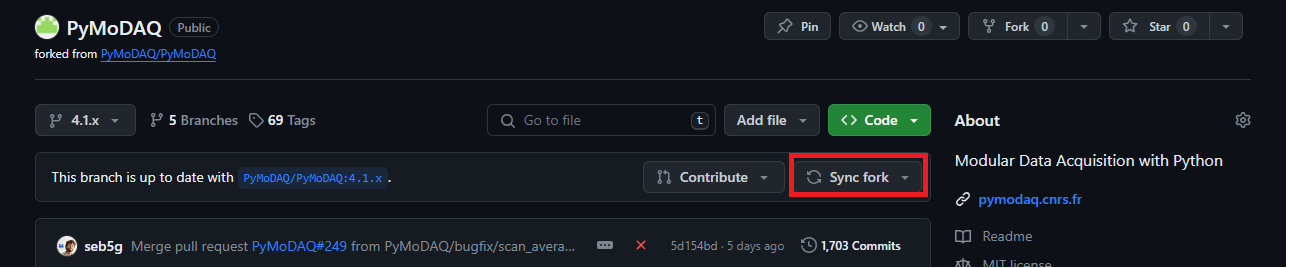 PyMoDAQ Public Pin Watch 0 Fork 0 Star 0
forked from PyMoDAQ/PyMoDAQ
4.1.x 5 Branches 69 Tags Go to file t Add file <> Code About
Modular Data Acquisition with Python
This branch is up to date with PyMoDAQ/PyMoDAQ:4.1.x. Contribute Sync fork
pymodaq.cnrs.fr
seb5g Merge pull request PyMoDAQ#249 from PyMoDAQ/bugfix/scan_avera... 5d154bd · 5 days ago 1,703 Commits
Readme
MIT license